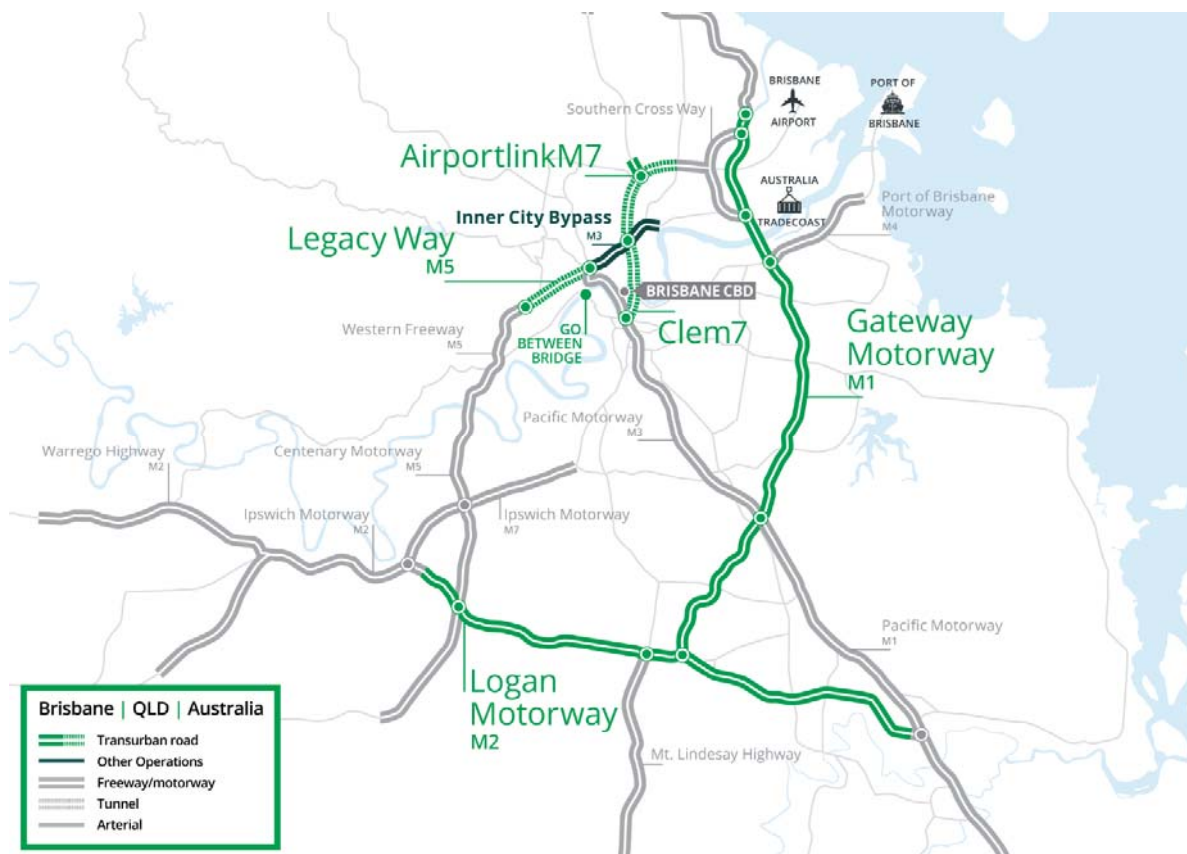 BRISBANE
AIRPORT
PORT OF
BRISBANE
Southern Cross Way
AirportlinkM7
AUSTRALIA
TRADECOAST
Port of Brisbane
Motorway
M4
Inner City Bypass
M3
Legacy Way
M5
BRISBANE CBD
GO
BETWEEN
BRIDGE
Clem7
Western Freeway
M5
Gateway
Motorway
M1
Pacific Motorway
M3
Warrego Highway
M2
Centenary Motorway
M5
Ipswich Motorway
M2
Ipswich Motorway
M7
Pacific Motorway
M1
Logan
Motorway
M2
Mt. Lindesay Highway
Brisbane | QLD | Australia
Transurban road
Other Operations
Freeway/motorway
Tunnel
Arterial